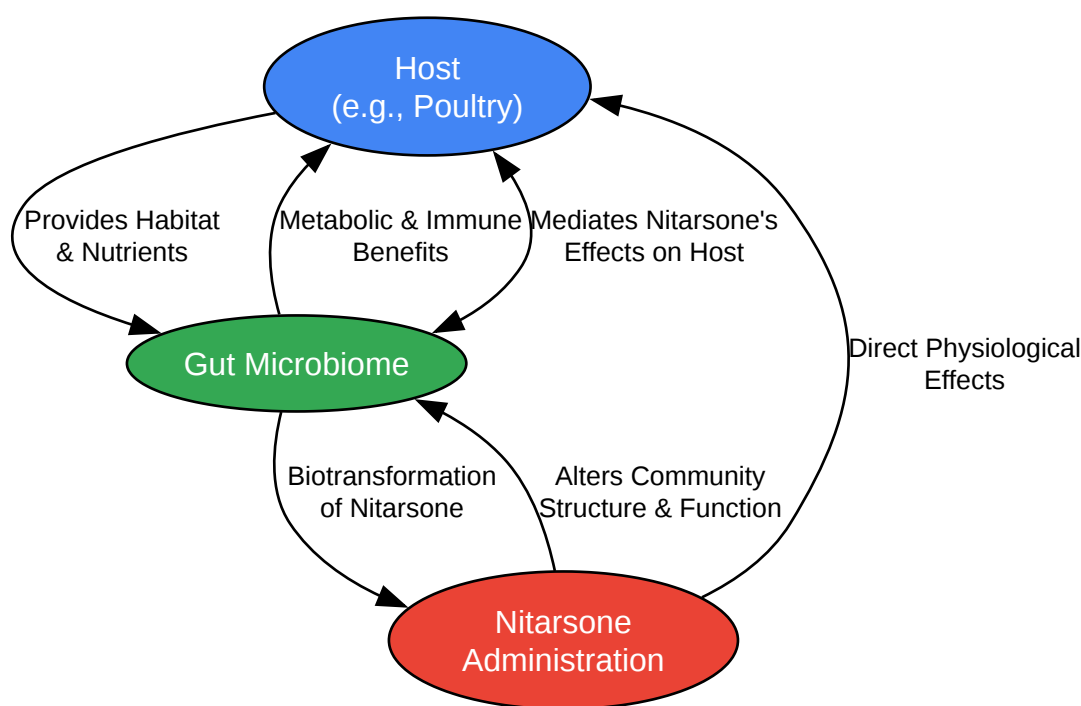 Host
(e.g., Poultry)
Provides Habitat
& Nutrients
Metabolic & Immune
Benefits
Mediates Nitarsone's
Effects on Host
Direct Physiological
Effects
Gut Microbiome
Biotransformation
of Nitarsone
Alters Community
Structure & Function
Nitarsone
Administration